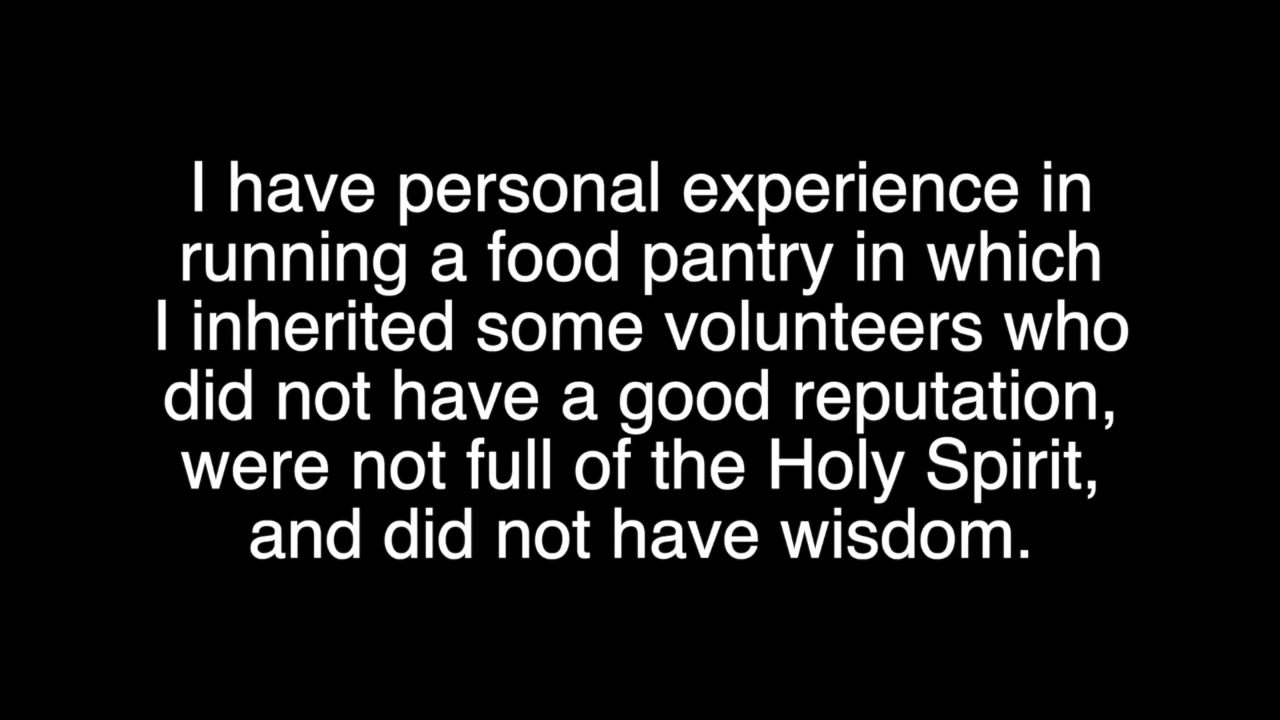 I have personal experience in
running a food pantry in which
I inherited some volunteers who
did not have a good reputation,
were not full of the Holy Spirit,
and did not have wisdom.